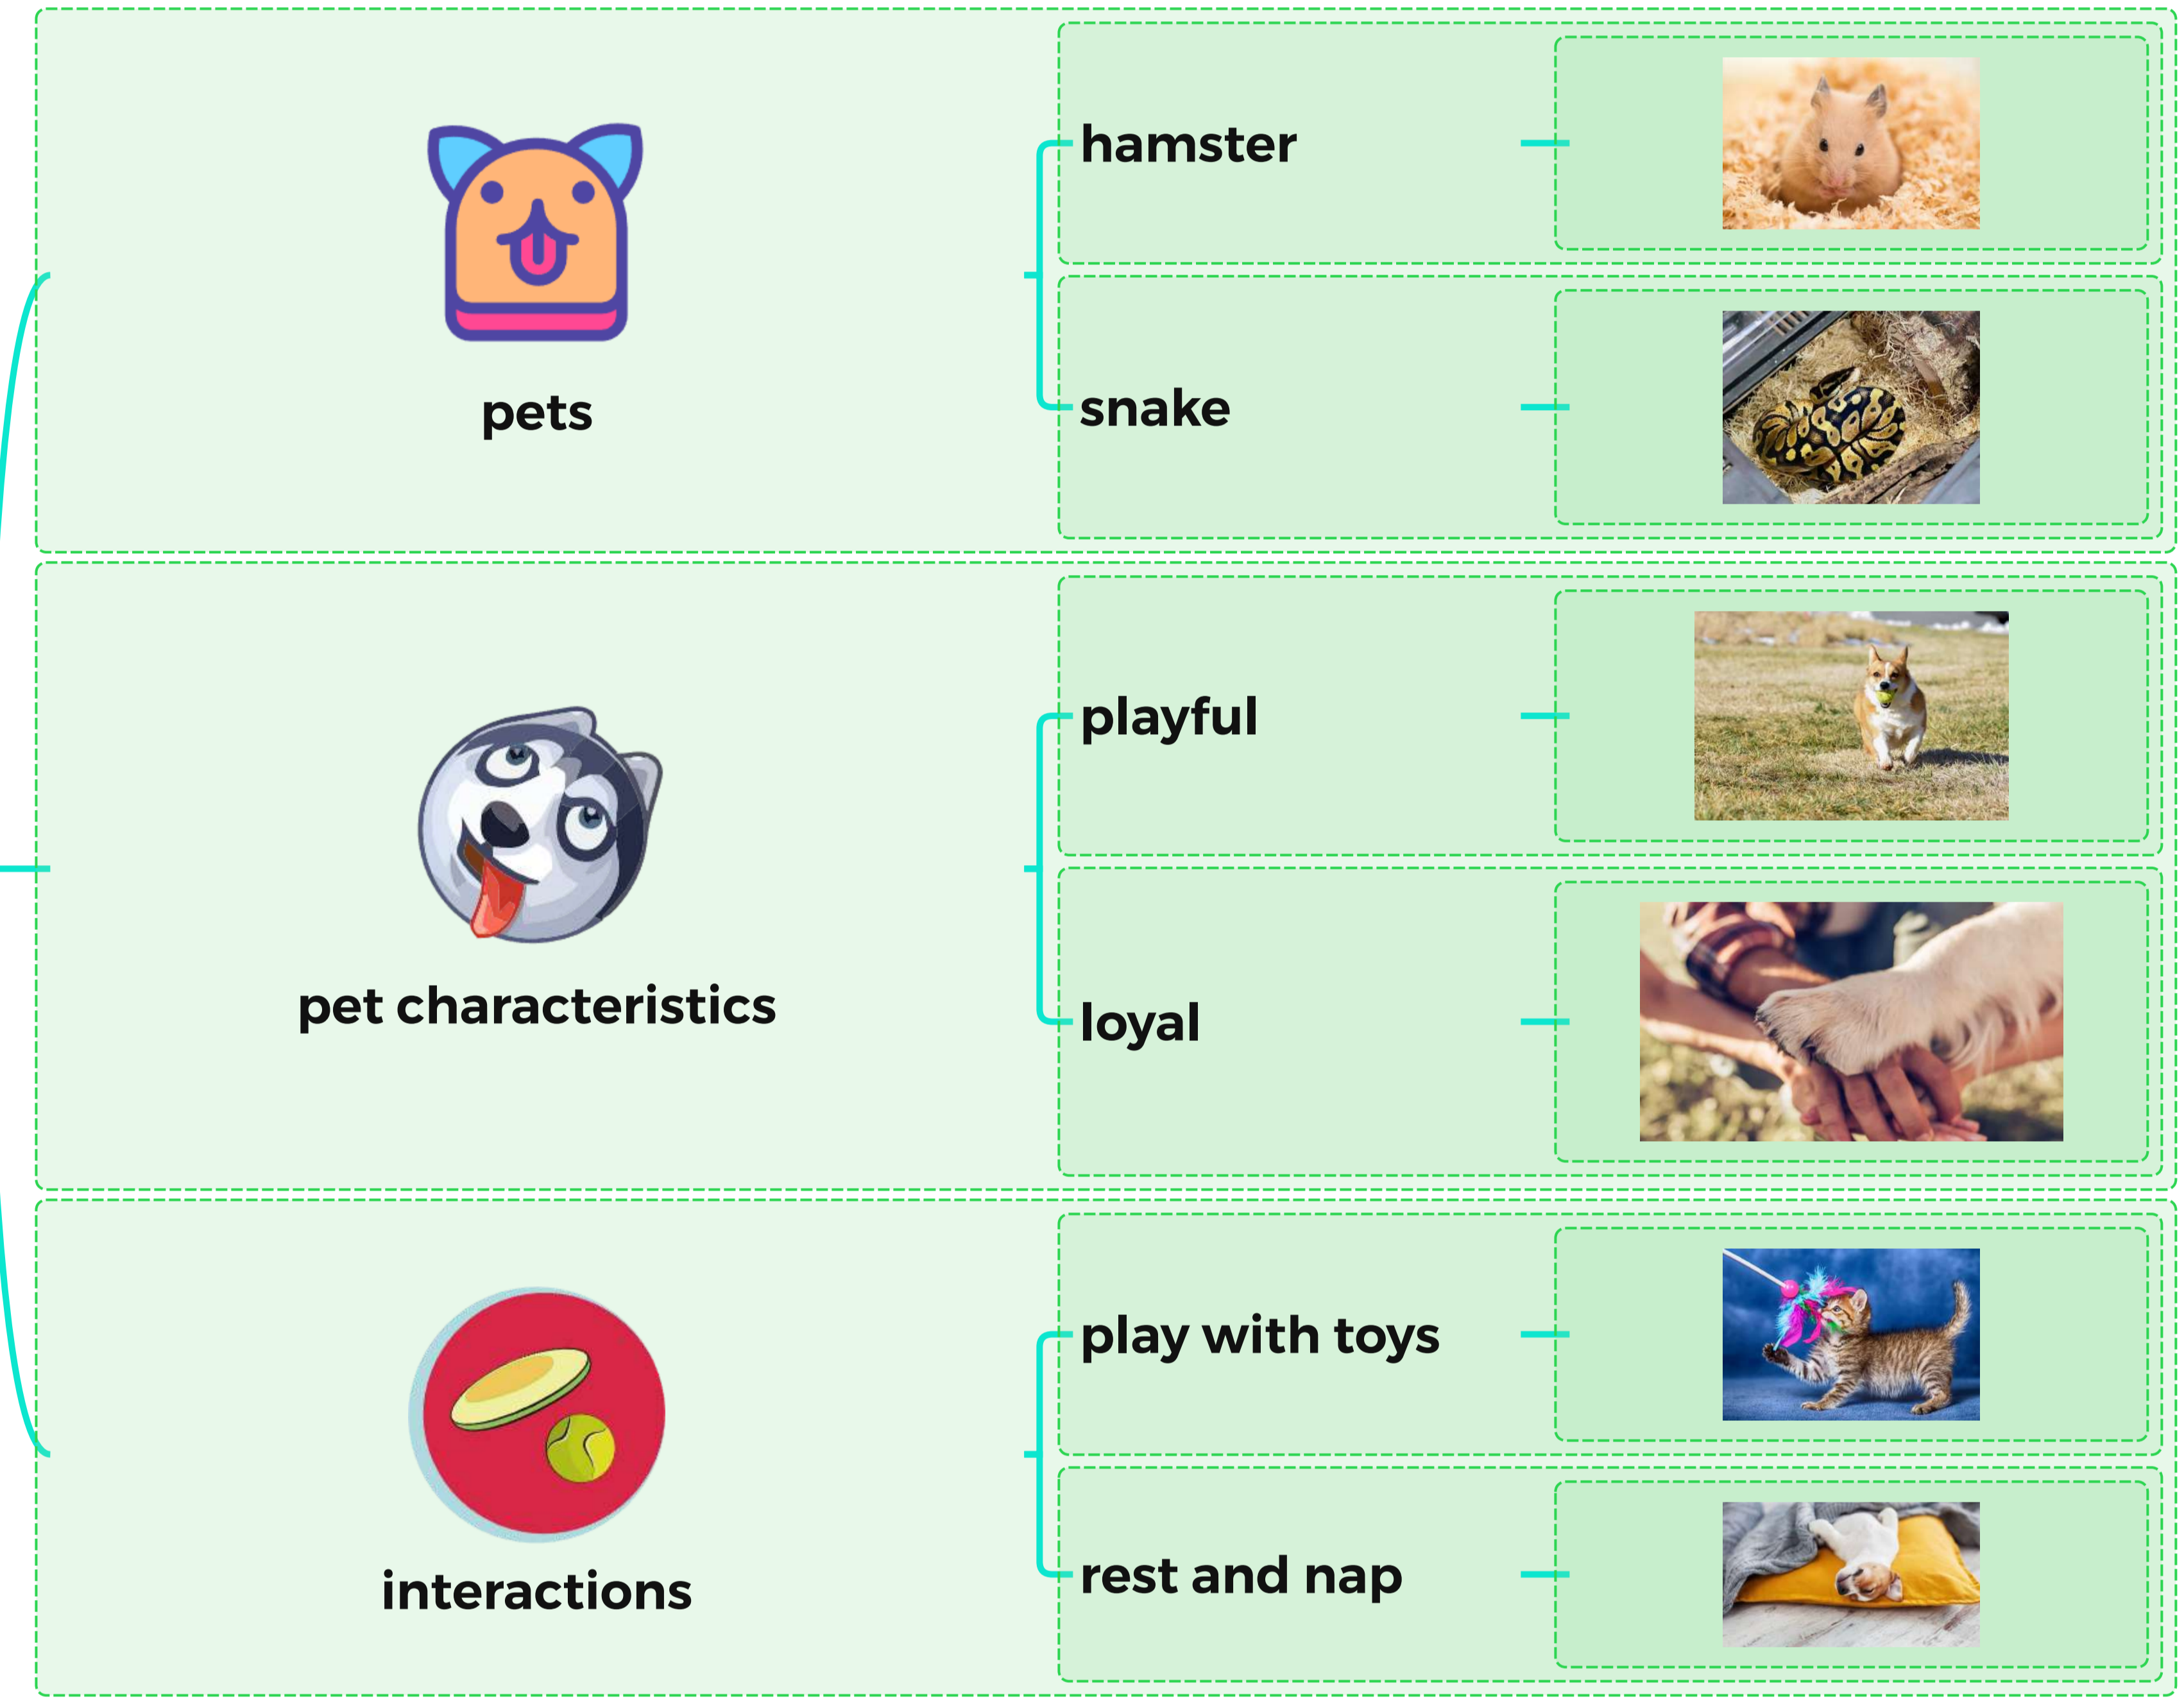 pets
hamster
snake
pet characteristics
playful
loyal
interactions
play with toys
rest and nap